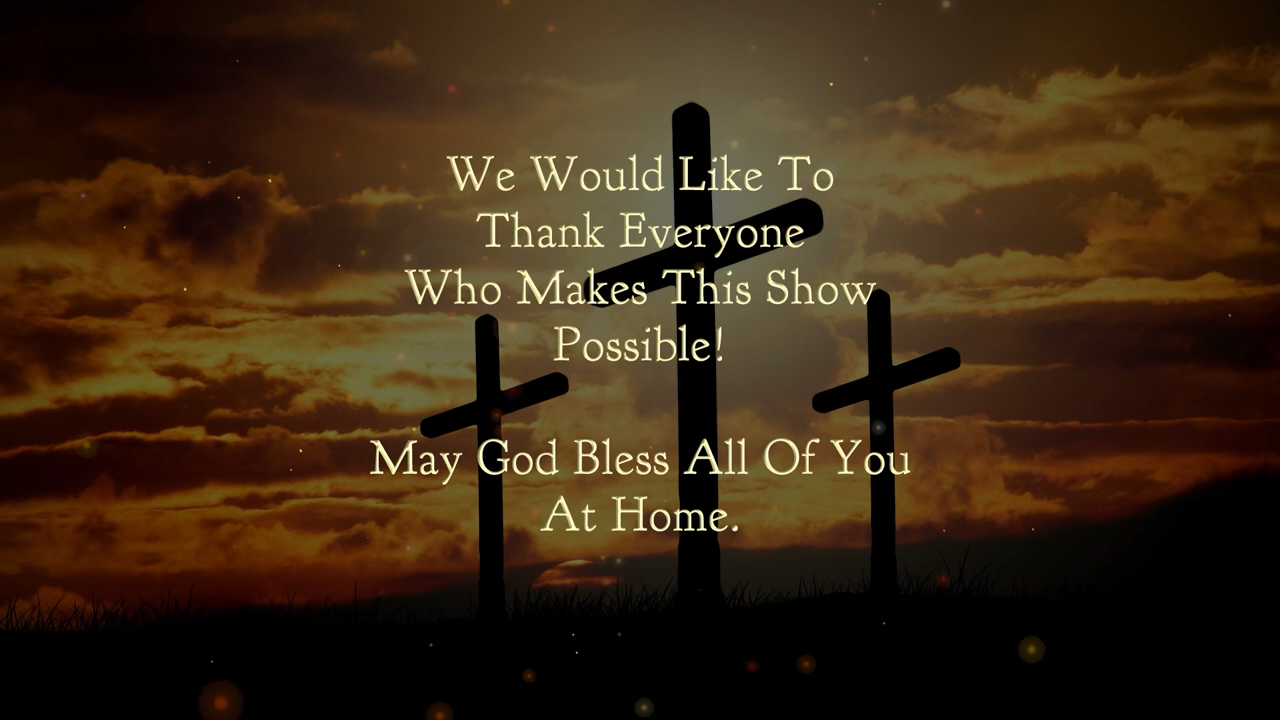 We Would Like To
Thank Everyone
Who Makes This Show
Possible!
May God Bless All Of You
At Home.